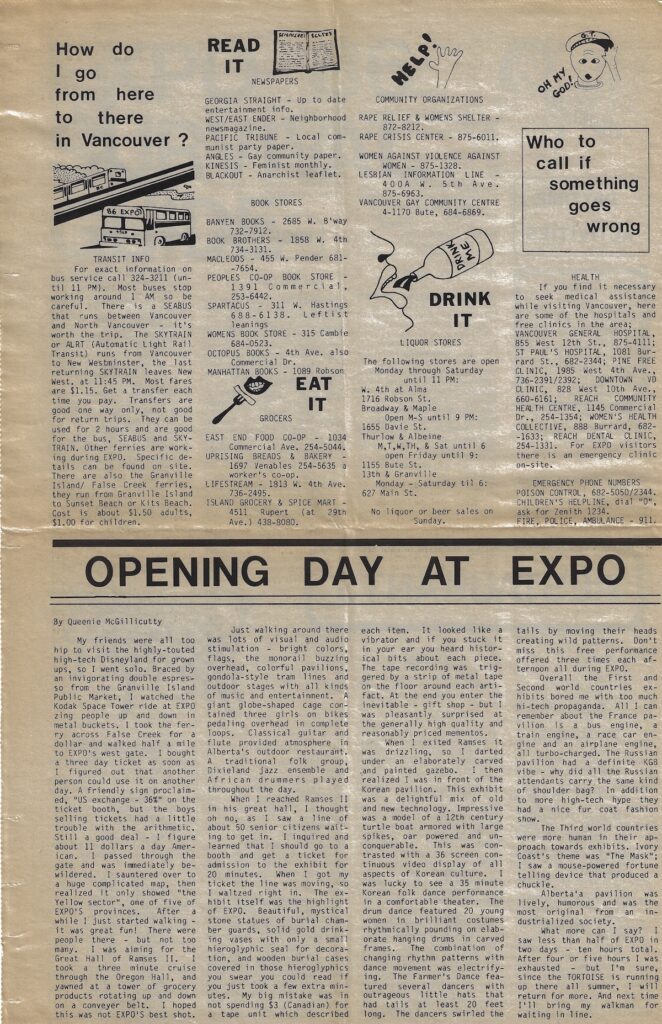 How do
I go
from here
to there
in Vancouver ?
86 EXPO
TRANSIT INFO
For exact information on
bus service call 324-3211 (un-
til 11 PM). Most buses stop
working around 1 AM so be
careful. There is a SEABUS
that runs between Vancouver
and North Vancouver - it's
worth the trip. The SKYTRAIN
or ALRT (Automatic Light Rail
Transit) runs from Vancouver
to New Westminster, the last
returning SKYTRAIN leaves New
West, at 11:45 PM. Most fares
are $1.15. Get a transfer each
time you pay. Transfers are
good one way only, not good
for return trips. They can be
used for 2 hours and are good
for the bus, SEABUS and SKY-
TRAIN. Other ferries are work-
ing during EXPO. Specific de-
tails can be found on site.
There are also the Granville
Island/ False Creek ferries,
they run from Granville Island
to Sunset Beach or Kits Beach.
Cost is about $1.50 adults,
$1.00 for children.
READ
IT
NEWSPAPERS
GEORGIA STRAIGHT - Up to date
entertainment info.
WEST/EAST ENDER - Neighborhood
newsmagazine.
PACIFIC TRIBUNE - Local com-
munist party paper.
ANGLES - Gay community paper.
KINESIS - Feminist monthly.
BLACKOUT - Anarchist leaflet.
BOOK STORES
BANYEN BOOKS - 2685 W. B'way
732-7912.
BOOK BROTHERS - 1858 W. 4th
734-3131.
MACLEODS - 455 W. Pender 681-
-7654.
PEOPLES CO-OP BOOK STORE -
1391 Commercial,
253-6442.
SPARTACUS - 311 W. Hastings
688-6138. Leftist
leanings
WOMENS BOOK STORE - 315 Cambie
684-0523.
OCTOPUS BOOKS - 4th Ave. also
Commercial Dr.
MANHATTAN BOOKS - 1089 Robson
EAT
IT
GROCERS
EAST END FOOD CO-OP - 1034
Commercial Ave. 254-5044.
UPRISING BREADS & BAKERY -
1697 Venables 254-5635 a
worker's co-op.
LIFESTREAM - 1813 W. 4th Ave.
736-2495.
ISLAND GROCERY & SPICE MART -
4511 Rupert (at 29th
Ave.) 438-8080.
HELP!
COMMUNITY ORGANIZATIONS
RAPE RELIEF & WOMENS SHELTER -
872-8212.
RAPE CRISIS CENTER - 875-6011.
WOMEN AGAINST VIOLENCE AGAINST
WOMEN - 875-1328.
LESBIAN INFORMATION LINE -
400A W. 5th Ave.
875-6963.
VANCOUVER GAY COMMUNITY CENTRE
4-1170 Bute, 684-6869.
DRINK
ME
DRINK
IT
LIQUOR STORES
The following stores are open
Monday through Saturday
until 11 PM:
W. 4th at Alma
1716 Robson St.
Broadway & Maple
Open M-S until 9 PM:
1655 Davie St.
Thurlow & Albeine
M,T,W,TH, & Sat until 6
open Friday until 9:
1155 Bute St.
13th & Granville
Monday - Saturday til 6:
627 Main St.
No liquor or beer sales on
Sunday.
OH MY
GOD!
Who to
call if
something
goes
wrong
HEALTH
If you find it necessary
to seek medical assistance
while visiting Vancouver, here
are some of the hospitals and
free clinics in the area;
VANCOUVER GENERAL HOSPITAL,
855 West 12th St., 875-4111;
ST PAUL'S HOSPITAL, 1081 Bur-
rard St., 682-2344; PINE FREE
CLINIC, 1985 West 4th Ave.,
736-2391/2392; DOWNTOWN VD
CLINIC, 828 West 10th Ave.,
660-6161; REACH COMMUNITY
HEALTH CENTRE, 1145 Commercial
Dr., 254-1354; WOMEN'S HEALTH
COLLECTIVE, 888 Burrard, 682-
-1633; REACH DENTAL CLINIC,
254-1331. For EXPO visitors
there is an emergency clinic
on-site.
EMERGENCY PHONE NUMBERS
POISON CONTROL, 682-5050/2344.
CHILDREN'S HELPLINE, dial "0",
ask for Zenith 1234.
FIRE, POLICE, AMBULANCE - 911.
OPENING DAY AT EXPO
By Queenie McGillicutty
My friends were all too
hip to visit the highly-touted
high-tech Disneyland for grown
ups, so I went solo. Braced by
an invigorating double espres-
so from the Granville Island
Public Market, I watched the
Kodak Space Tower ride at EXPO
zing people up and down in
metal buckets. I took the fer-
ry across False Creek for a
dollar and walked half a mile
to EXPO's west gate. I bought
a three day ticket as soon as
I figured out that another
person could use it on another
day. A friendly sign proclaim-
ed, "US exchange - 36%" on the
ticket booth, but the boys
selling tickets had a little
trouble with the arithmetic.
Still a good deal - I figure
about 11 dollars a day Amer-
ican. I passed through the
gate and was immediately be-
wildered. I sauntered over to
a huge complicated map, then
realized it only showed "the
Yellow sector", one of five of
EXPO'S provinces. After a
while I just started walking -
it was great fun! There were
people there - but not too
many. I was aiming for the
Great Hall of Ramses II. I
took a three minute cruise
through the Oregon Hall, and
yawned at a tower of grocery
products rotating up and down
on a conveyer belt. I hoped
this was not EXPO'S best shot.
Just walking around there
was lots of visual and audio
stimulation - bright colors,
flags, the monorail buzzing
overhead, colorful pavilions,
gondola-style tram lines and
outdoor stages with all kinds
of music and entertainment. A
giant globe-shaped cage con-
tained three girls on bikes
pedaling overhead in complete
loops. Classical guitar and
flute provided atmosphere in
Alberta's outdoor restaurant.
A traditional folk group,
Dixieland jazz ensemble and
African drummers played
throughout the day.
When I reached Ramses II
in his great hall, I thought
oh no, as I saw a line of
about 50 senior citizens wait-
ing to get in. I inquired and
learned that I should go to a
booth and get a ticket for
admission to the exhibit for
20 minutes. When I got my
ticket the line was moving, so
I waltzed right in. The ex-
hibit itself was the highlight
of EXPO. Beautiful, mystical
stone statues of burial cham-
ber guards, solid gold drink-
ing vases with only a small
hieroglyphic seal for decora-
tion, and wooden burial cases
covered in those hieroglyphics
you swear you could read if
you just took a few extra min-
utes. My big mistake was in
not spending $3 (Canadian) for
a tape unit which described
each item. It looked like a
vibrator and if you stuck it
in your ear you heard histor-
ical bits about each piece.
The tape recording was trig-
gered by a strip of metal tape
on the floor around each arti-
fact. At the end you enter the
inevitable - gift shop - but I
was pleasantly surprised at
the generally high quality and
reasonably priced mementos.
When I exited Ramses it
was drizzling, so I darted
under an elaborately carved
and painted gazebo. I then
realized I was in front of the
Korean pavilion. This exhibit
was a delightful mix of old
and new technology. Impressive
was a model of a 12th century
turtle boat armored with large
spikes, oar powered and un-
conquerable. This was con-
trasted with a 36 screen con-
tinuous video display of all
aspects of Korean culture. I
was lucky to see a 35 minute
Korean folk dance performance
in a comfortable theater. The
drum dance featured 20 young
women in brilliant costumes
rhythmically pounding on elab-
orate hanging drums in carved
frames. The combination of
changing rhythm patterns with
dance movement was electrify-
ing. The Farmer's Dance fea-
tured several dancers with
outrageous little hats that
had tails at least 20 feet
long. The dancers swirled the
tails by moving their heads
creating wild patterns. Don't
miss this free performance
offered three times each af-
ternoon all during EXPO.
Overall the First and
Second world countries ex-
hibits bored me with too much
hi-tech propaganda. All I can
remember about the France pa-
vilion is a bus engine, a
train engine, a race car en-
gine and an airplane engine,
all turbo-charged. The Russian
pavilion had a definite KGB
vibe - why did all the Russian
attendants carry the same kind
of shoulder bag? In addition
to more high-tech hype they
had a nice fur coat fashion
show.
The Third world countries
were more human in their ap-
proach towards exhibits. Ivory
Coast's theme was "The Mask",
I saw a mouse-powered fortune
telling device that produced a
chuckle.
Alberta'a pavilion was
lively, humorous and was the
most original from an in-
dustrialized society.
What more can I say? I
saw less than half of EXPO in
two days - ten hours total.
After four or five hours I was
exhausted - but I'm sure,
since the TORTOISE is running
up there all summer, I will
return for more. And next time
I'll bring my walkman for
waiting in line.